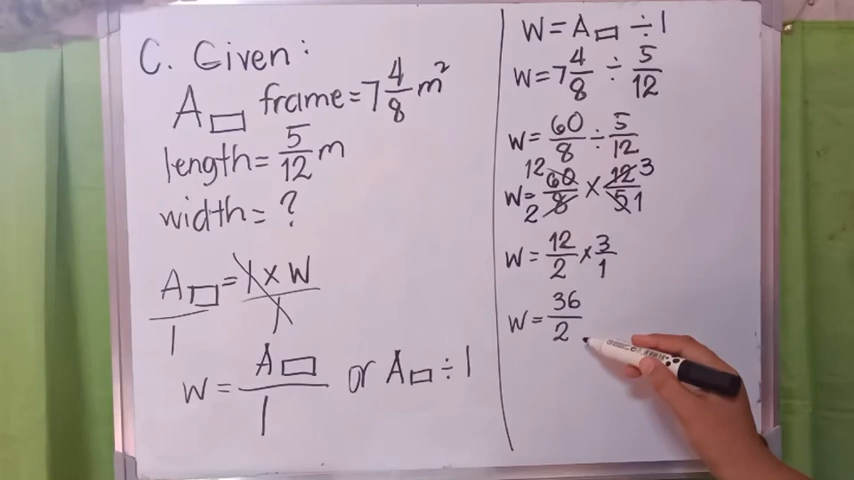 C. Given:
A▭ frame = 7 4/8 m²
length = 5/12 m
width = ?
A▭/l = l x W/l
W = A▭/l or A▭ ÷ l
W = A▭ ÷ l
W = 7 4/8 ÷ 5/12
W = 60/8 ÷ 5/12
W = 12 60/8 2 x 12/5 3 1
W = 12/2 x 3/1
W = 36/2